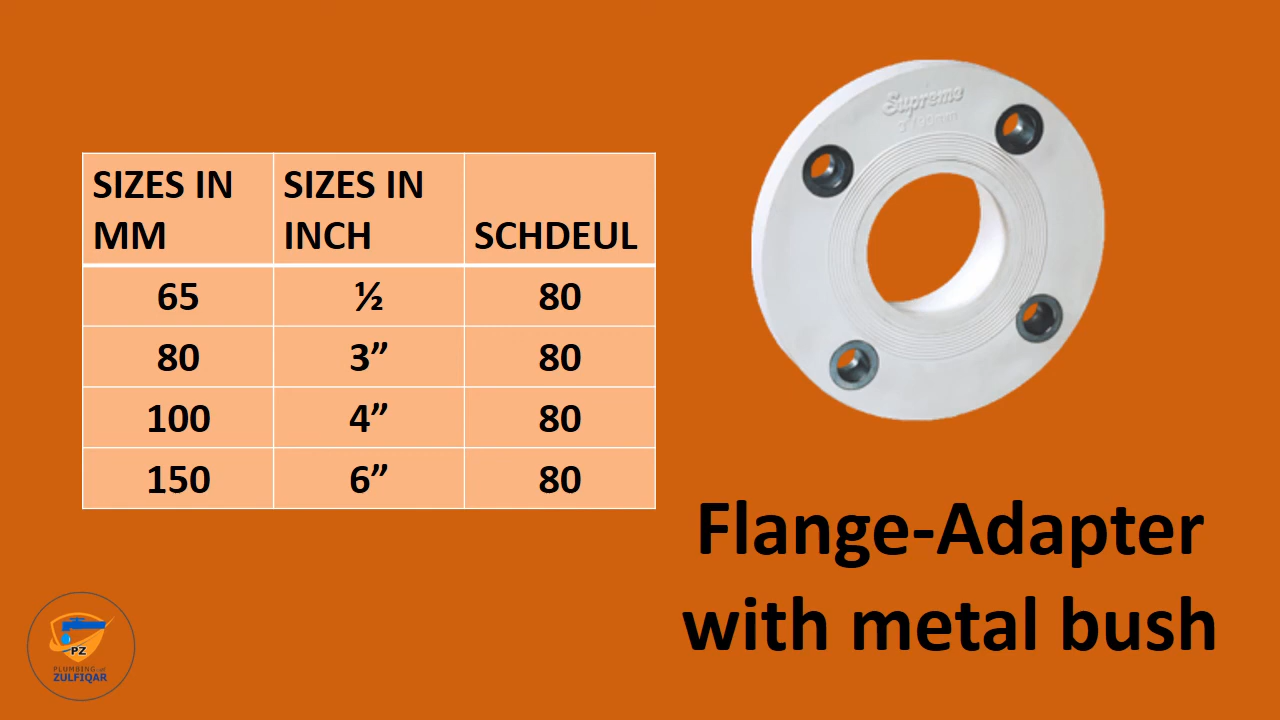 SIZES IN MM
SIZES IN INCH
SCHDEUL
65 ½ 80
80 3” 80
100 4” 80
150 6” 80
Supreme
Flange-Adapter
with metal bush
PZ
PLUMBING
ZULFIQAR